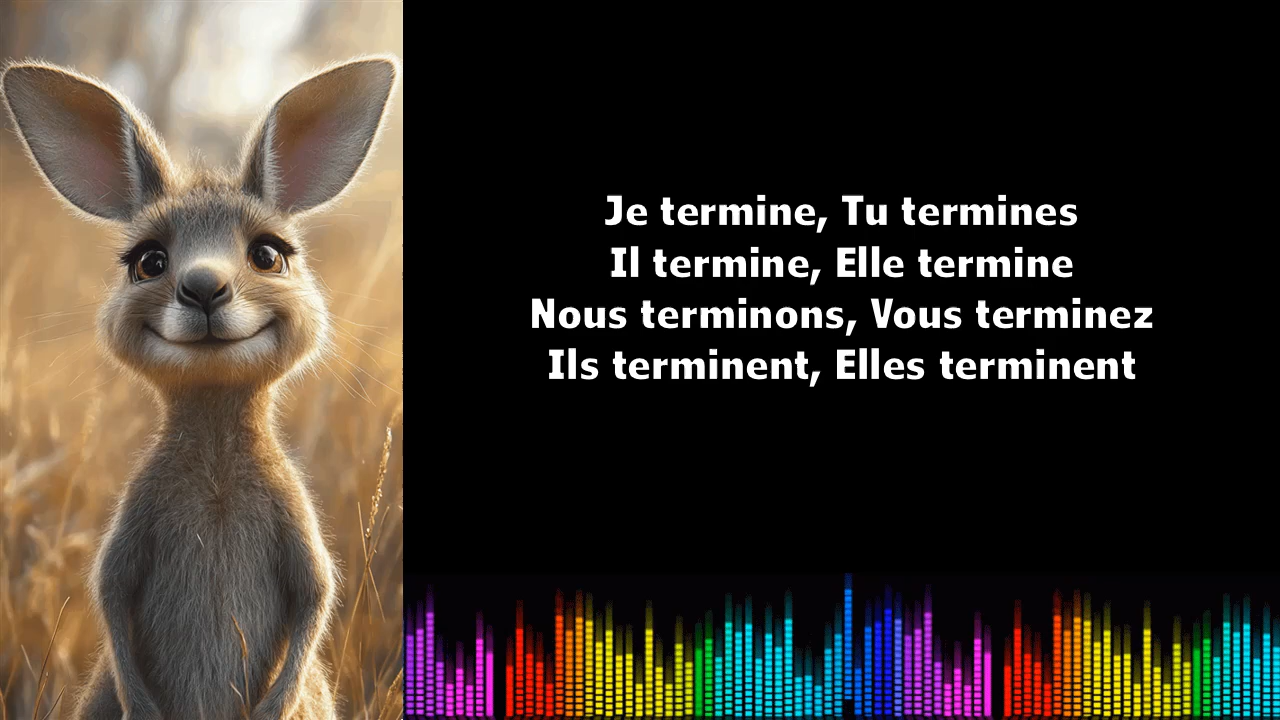 Je termine, Tu termines
Il termine, Elle termine
Nous terminons, Vous terminez
Ils terminent, Elles terminent